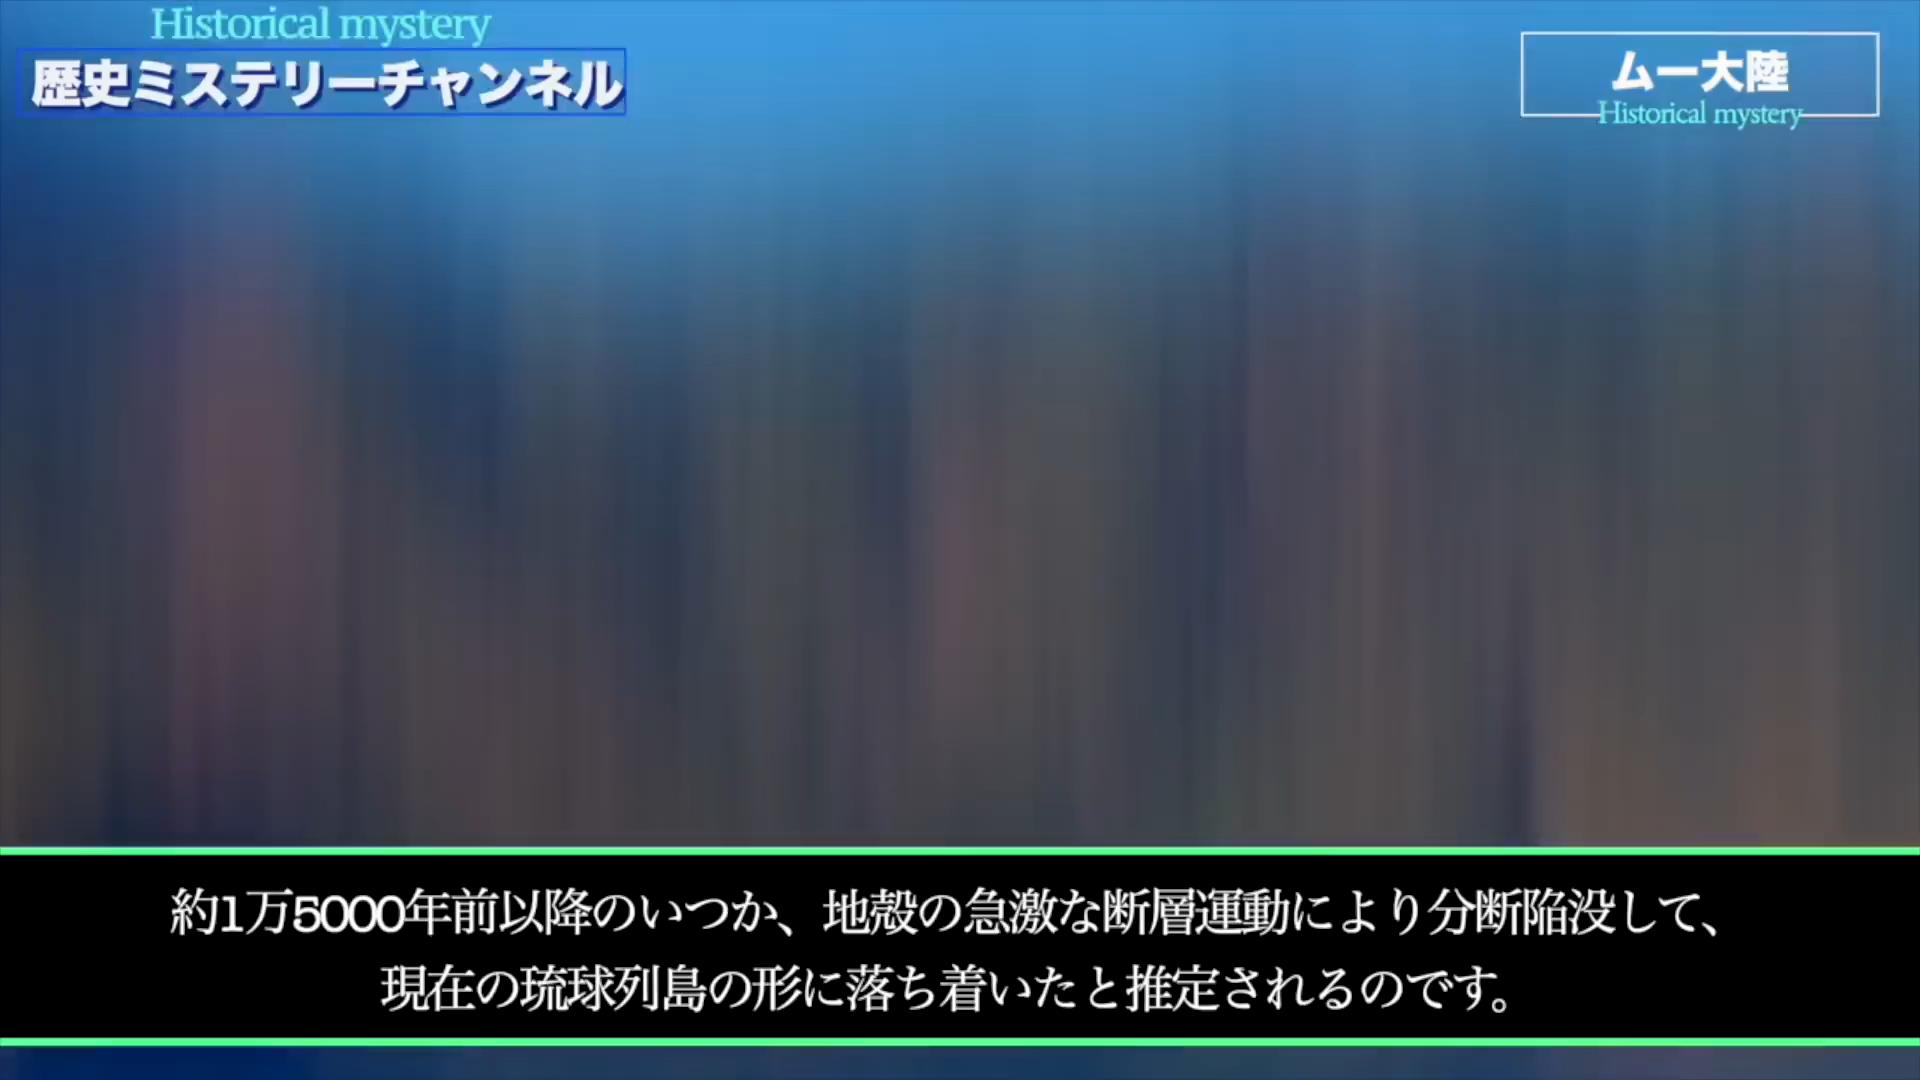 Historical mystery
歴史ミステリーチャンネル
ムー大陸
Historical mystery
約1万5000年前以降のいつか、地殻の急激な断層運動により分断陥没して、
現在の琉球列島の形に落ち着いたと推定されるのです。